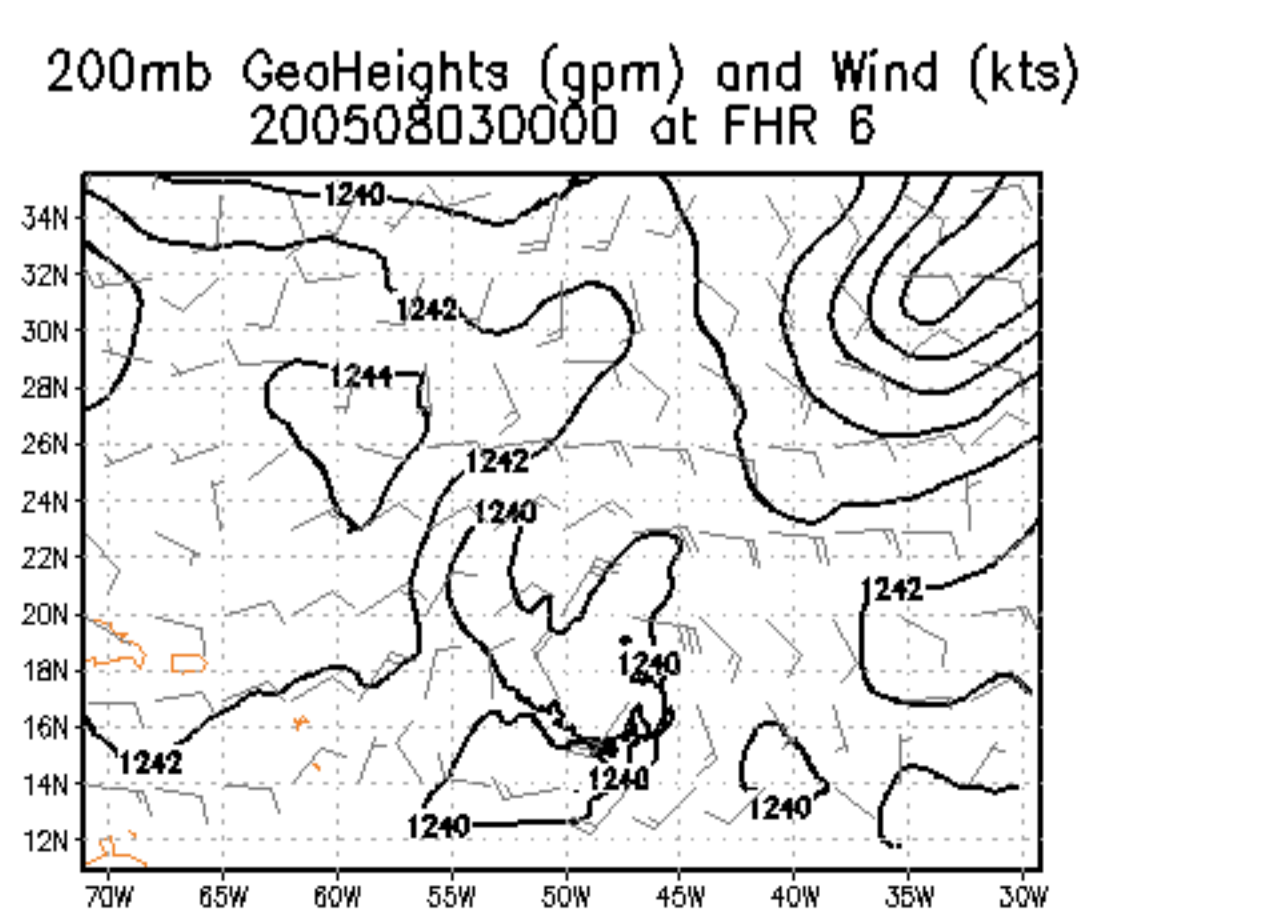 200mb GeoHeights (gpm) and Wind (kts)
200508030000 at FHR 6
1240
34N
32N
1242
30N
1244
28N
26N
1242
24N
1240
22N
1242
20N
1240
18N
16N
1242
1240
14N
1240
1240
12N
70W 65W 60W 55W 50W 45W 40W 35W 30W